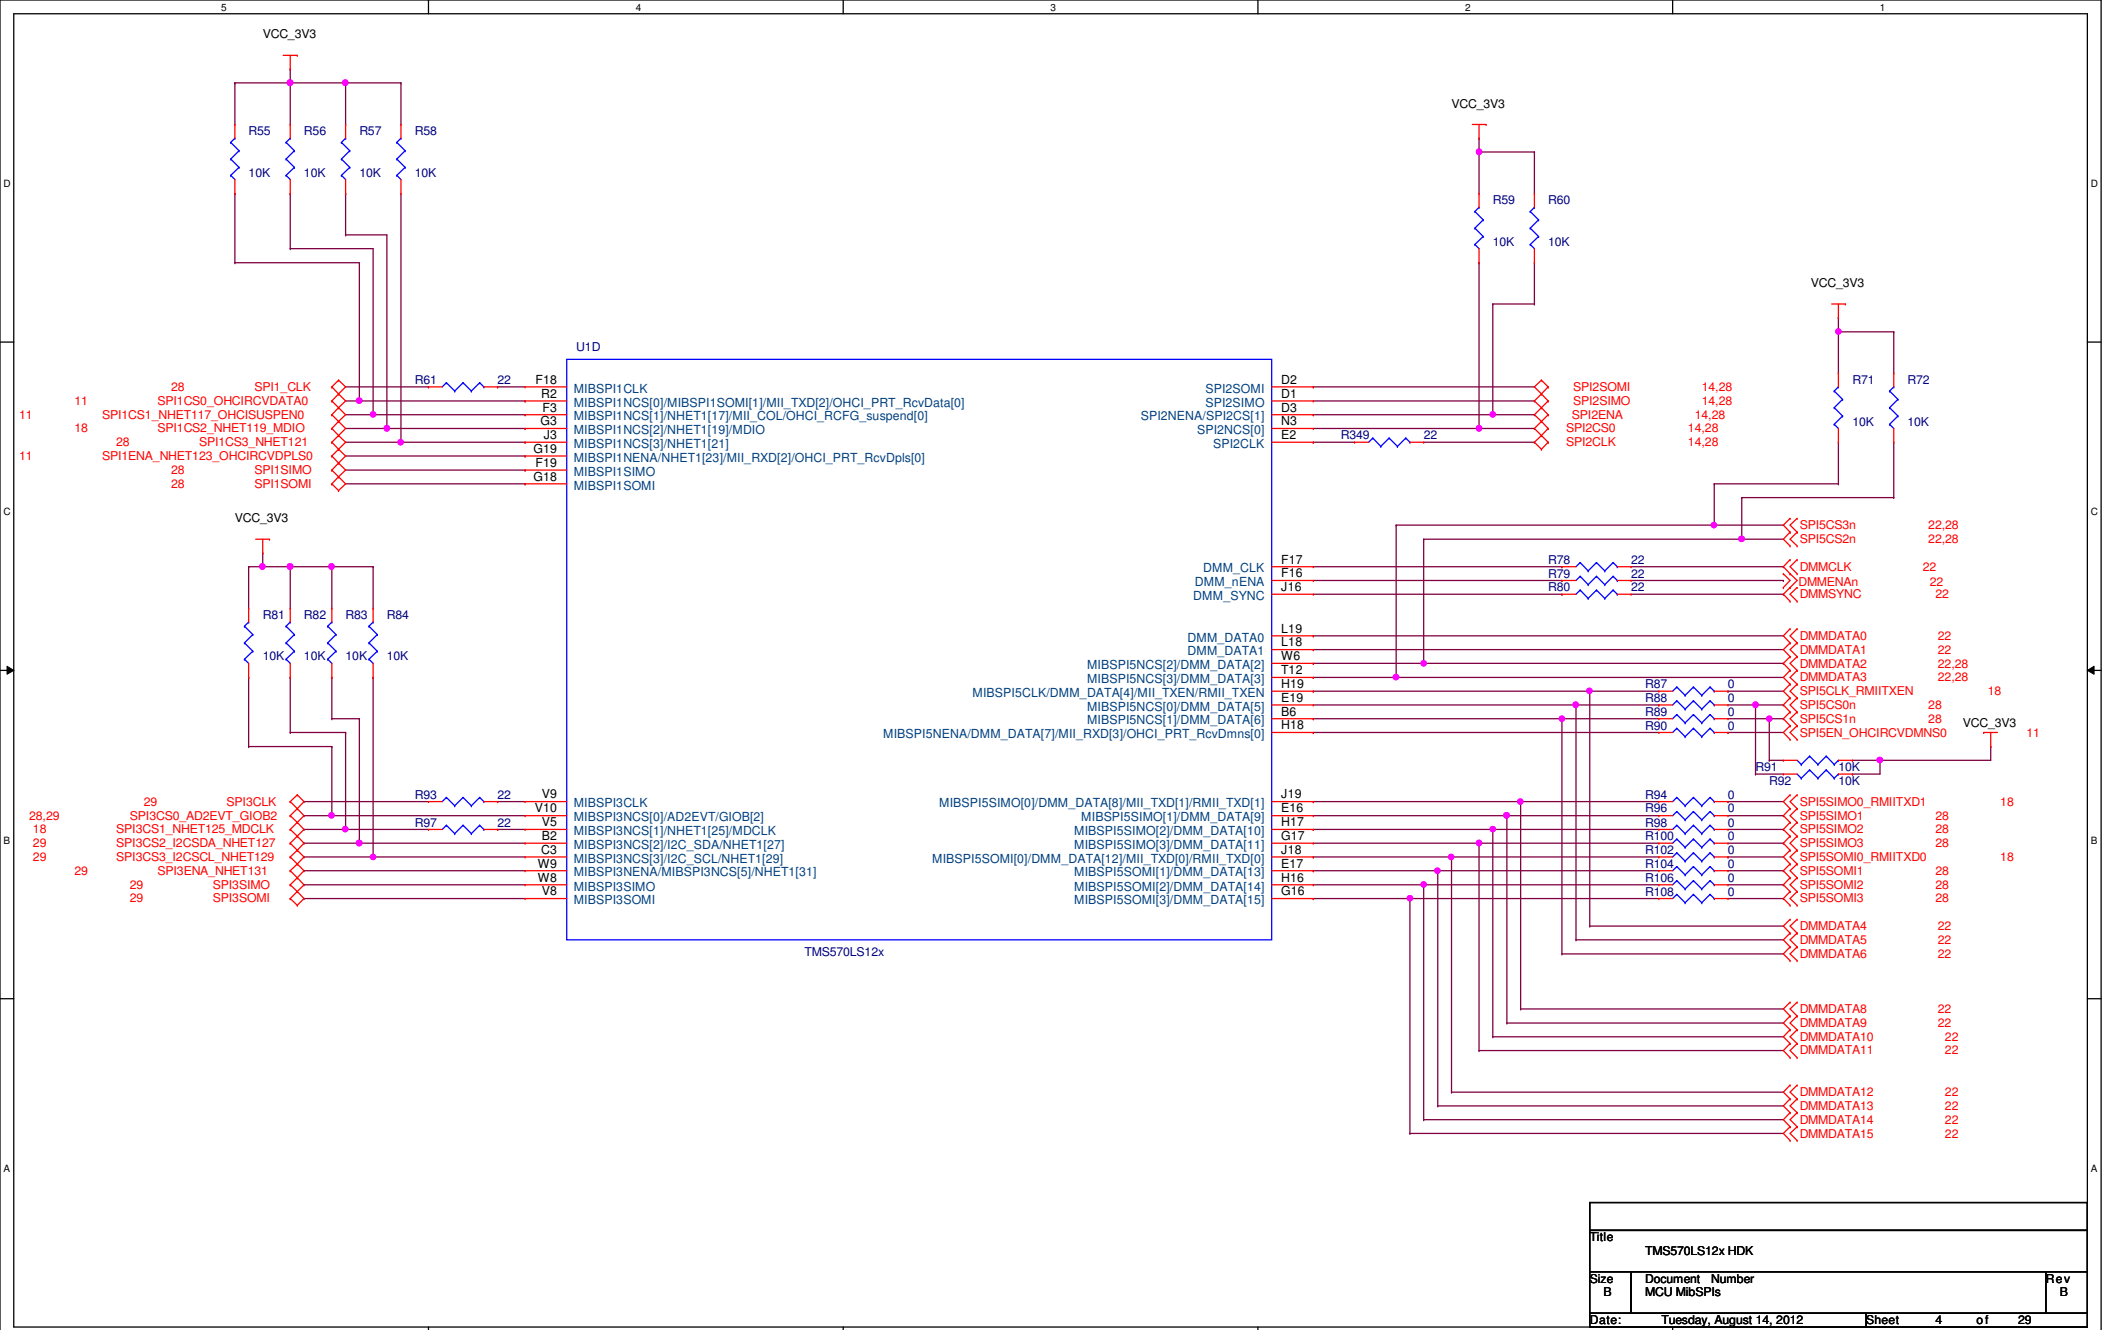 5 4 3 2 1
VCC_3V3
R55 R56 R57 R58
10K 10K 10K 10K
VCC_3V3
R59 R60
10K 10K
D D
VCC_3V3
R71 R72
10K 10K
U1D
28 SPI1_CLK R61 22 F18 MIBSPI1CLK
11 SPI1CS0_OHCIRCVDATA0 R2 MIBSPI1NCS[0]/MIBSPI1SOMI[1]/MII_TXD[2]/OHCI_PRT_RcvData[0]
11 SPI1CS1_NHET117_OHCISUSPEN0 F3 MIBSPI1NCS[1]/NHET1[17]/MII_COL/OHCI_RCFG_suspend[0]
18 SPI1CS2_NHET119_MDIO G3 MIBSPI1NCS[2]/NHET1[19]/MDIO
28 SPI1CS3_NHET121 J3 MIBSPI1NCS[3]/NHET1[21]
11 SPI1ENA_NHET123_OHCIRCVDPLS0 G19 MIBSPI1NENA/NHET1[23]/MII_RXD[2]/OHCI_PRT_RcvDpls[0]
28 SPI1SIMO F19 MIBSPI1SIMO
28 SPI1SOMI G18 MIBSPI1SOMI
SPI2SOMI D2 SPI2SOMI 14,28
SPI2SIMO D1 SPI2SIMO 14,28
SPI2NENA/SPI2CS[1] D3 SPI2ENA 14,28
SPI2NCS[0] N3 SPI2CS0 14,28
SPI2CLK E2 R349 22 SPI2CLK 14,28
C C
VCC_3V3
R81 R82 R83 R84
10K 10K 10K 10K
SPI5CS3n 22,28
SPI5CS2n 22,28
DMM_CLK F17 R78 22 DMMCLK 22
DMM_nENA F16 R79 22 DMMENAn 22
DMM_SYNC J16 R80 22 DMMSYNC 22
DMM_DATA0 L19 DMMDATA0 22
DMM_DATA1 L18 DMMDATA1 22
MIBSPI5NCS[2]/DMM_DATA[2] W6 DMMDATA2 22,28
MIBSPI5NCS[3]/DMM_DATA[3] T12 DMMDATA3 22,28
MIBSPI5CLK/DMM_DATA[4]/MII_TXEN/RMII_TXEN H19 R87 0 SPI5CLK_RMIITXEN 18
MIBSPI5NCS[0]/DMM_DATA[5] E19 R88 0 SPI5CS0n 28
MIBSPI5NCS[1]/DMM_DATA[6] B6 R89 0 SPI5CS1n 28
MIBSPI5NENA/DMM_DATA[7]/MII_RXD[3]/OHCI_PRT_RcvDmns[0] H18 R90 0 SPI5EN_OHCIRCVDMNS0 11
VCC_3V3
R91 10K
R92 10K
29 SPI3CLK R93 22 V9 MIBSPI3CLK
28,29 SPI3CS0_AD2EVT_GIOB2 V10 MIBSPI3NCS[0]/AD2EVT/GIOB[2]
18 SPI3CS1_NHET125_MDCLK R97 22 V5 MIBSPI3NCS[1]/NHET1[25]/MDCLK
29 SPI3CS2_I2CSDA_NHET127 B2 MIBSPI3NCS[2]/I2C_SDA/NHET1[27]
29 SPI3CS3_I2CSCL_NHET129 C3 MIBSPI3NCS[3]/I2C_SCL/NHET1[29]
29 SPI3ENA_NHET131 W9 MIBSPI3NENA/MIBSPI3NCS[5]/NHET1[31]
29 SPI3SIMO W8 MIBSPI3SIMO
29 SPI3SOMI V8 MIBSPI3SOMI
MIBSPI5SIMO[0]/DMM_DATA[8]/MII_TXD[1]/RMII_TXD[1] J19 R94 0 SPI5SIMO0_RMIITXD1 18
MIBSPI5SIMO[1]/DMM_DATA[9] E16 R96 0 SPI5SIMO1 28
MIBSPI5SIMO[2]/DMM_DATA[10] H17 R98 0 SPI5SIMO2 28
MIBSPI5SIMO[3]/DMM_DATA[11] G17 R100 0 SPI5SIMO3 28
MIBSPI5SOMI[0]/DMM_DATA[12]/MII_TXD[0]/RMII_TXD[0] J18 R102 0 SPI5SOMI0_RMIITXD0 18
MIBSPI5SOMI[1]/DMM_DATA[13] E17 R104 0 SPI5SOMI1 28
MIBSPI5SOMI[2]/DMM_DATA[14] H16 R106 0 SPI5SOMI2 28
MIBSPI5SOMI[3]/DMM_DATA[15] G16 R108 0 SPI5SOMI3 28
B B
TMS570LS12x
DMMDATA4 22
DMMDATA5 22
DMMDATA6 22
DMMDATA8 22
DMMDATA9 22
DMMDATA10 22
DMMDATA11 22
DMMDATA12 22
DMMDATA13 22
DMMDATA14 22
DMMDATA15 22
A A
Title
TMS570LS12x HDK
Size Document Number Rev
B MCU MibSPIs B
Date: Tuesday, August 14, 2012 Sheet 4 of 29